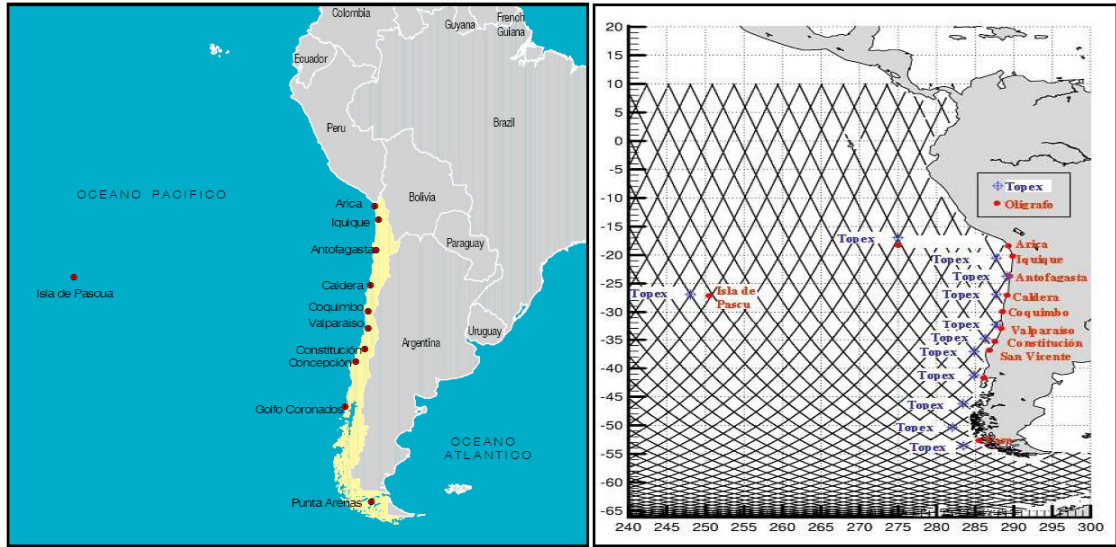 Colombia
Guyana
French
Guiana
Ecuador
Peru
Brazil
OCEANO PACIFICO
Bolivia
Arica
Iquique
Paraguay
Antofagasta
Isla de Pascua
Caldera
Coquimbo
Valparaiso
Uruguay
Argentina
Constitución
Concepción
Golfo Coronados
OCEANO
ATLANTICO
Punta Arenas
20
15
10
5
0
-5
-10
-15
-20
-25
-30
-35
-40
-45
-50
-55
-60
-65
240 245 250 255 260 265 270 275 280 285 290 295 300
Topex
Oligrafo
Topex
Arica
Topex
Iquique
Topex
Antofagasta
Topex
Isla de
Pascu
Topex
Caldera
Coquimbo
Topex
Valparaiso
Topex
Constitución
Topex
San Vicente
Topex
Topex
Topex
Topex